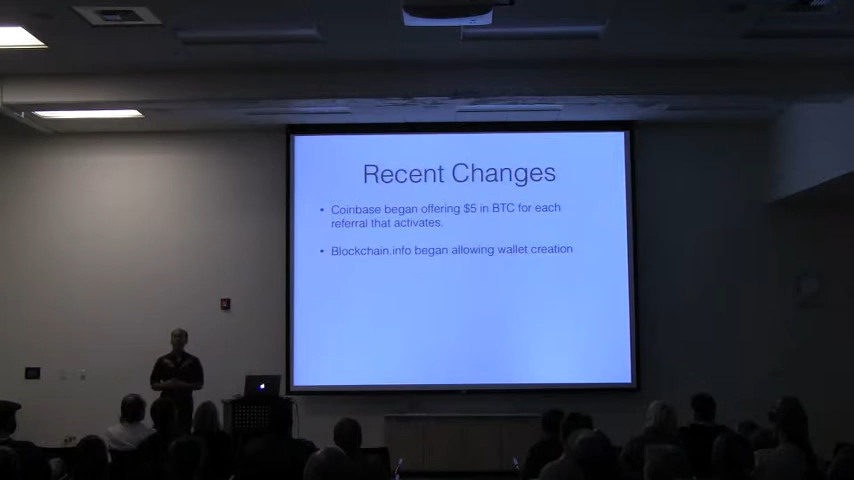 Recent Changes
• Coinbase began offering $5 in BTC for each
referral that activates.
• Blockchain.info began allowing wallet creation